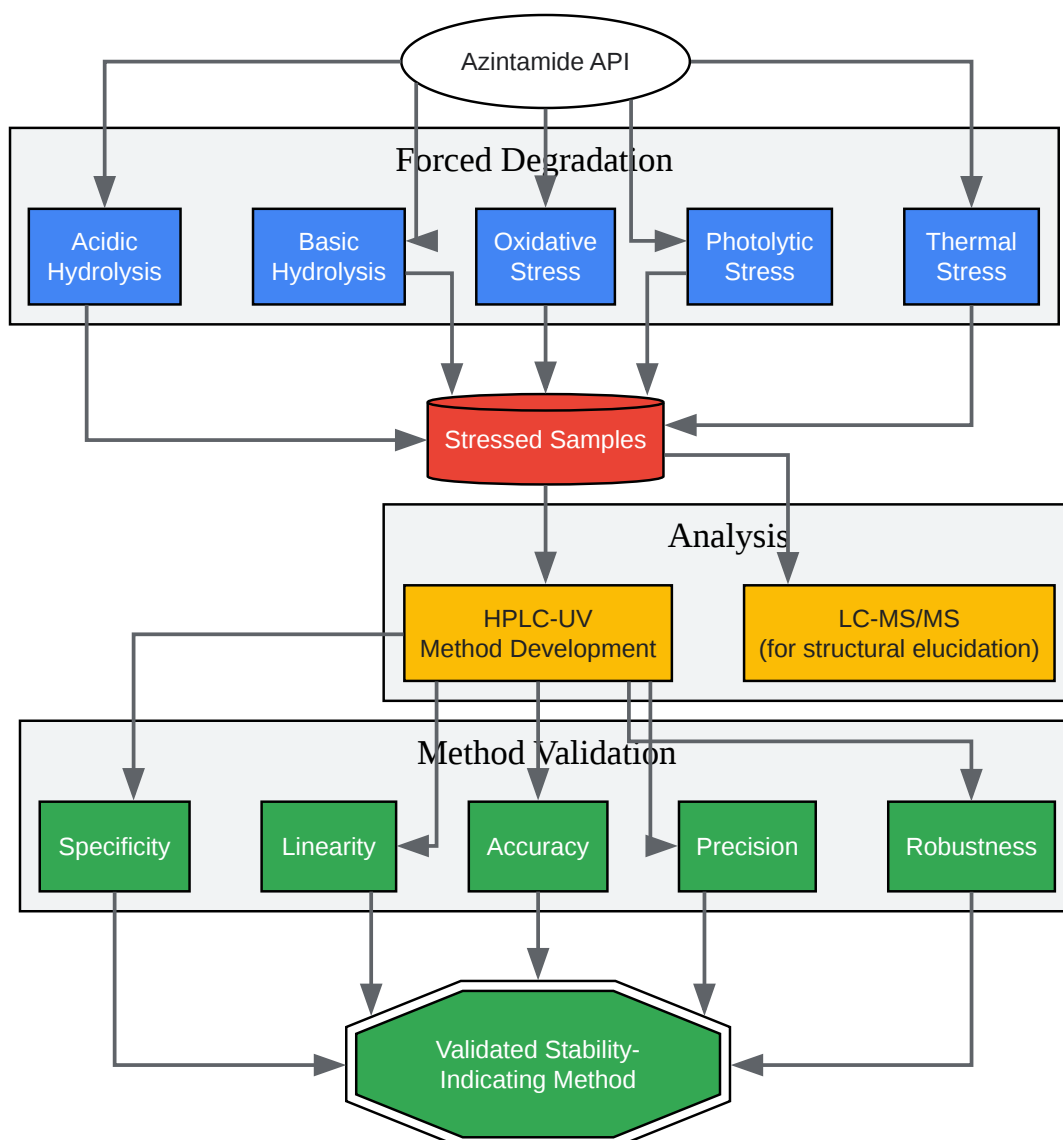 Azintamide API
Forced Degradation
Acidic
Hydrolysis
Basic
Hydrolysis
Oxidative
Stress
Photolytic
Stress
Thermal
Stress
Stressed Samples
Analysis
HPLC-UV
Method Development
LC-MS/MS
(for structural elucidation)
Method Validation
Specificity
Linearity
Accuracy
Precision
Robustness
Validated Stability-
Indicating Method